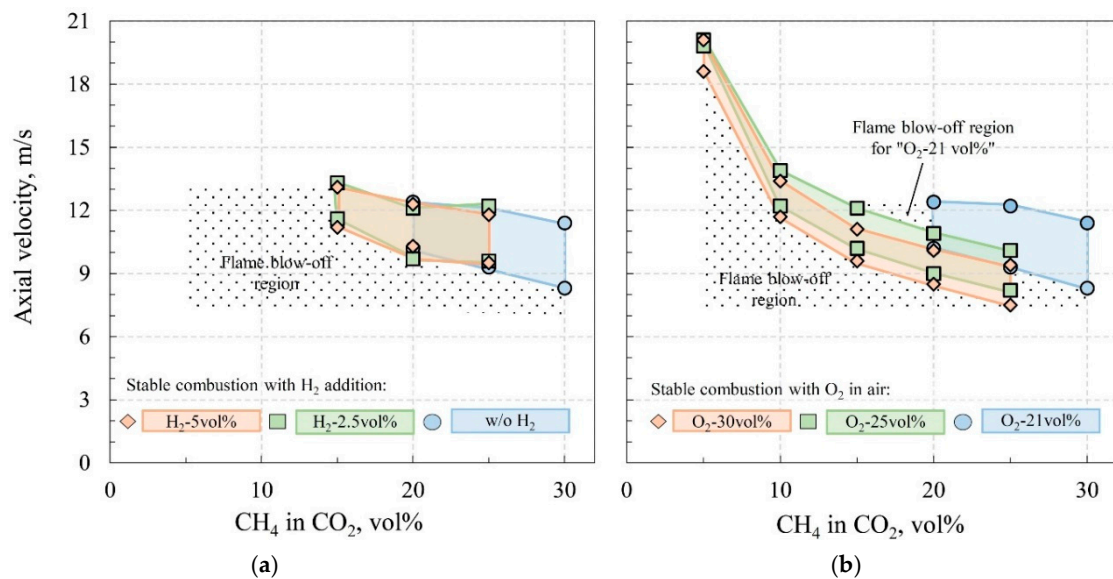 Axial velocity, m/s
21
18
15
12
9
6
3
0
Flame blow-off
region
Stable combustion with H₂ addition:
H₂-5vol%
H₂-2.5vol%
w/o H₂
0
10
20
30
CH₄ in CO₂, vol%
(a)
Flame blow-off region
for "O₂-21 vol%"
Flame blow-off
region
Stable combustion with O₂ in air:
O₂-30vol%
O₂-25vol%
O₂-21vol%
0
10
20
30
CH₄ in CO₂, vol%
(b)